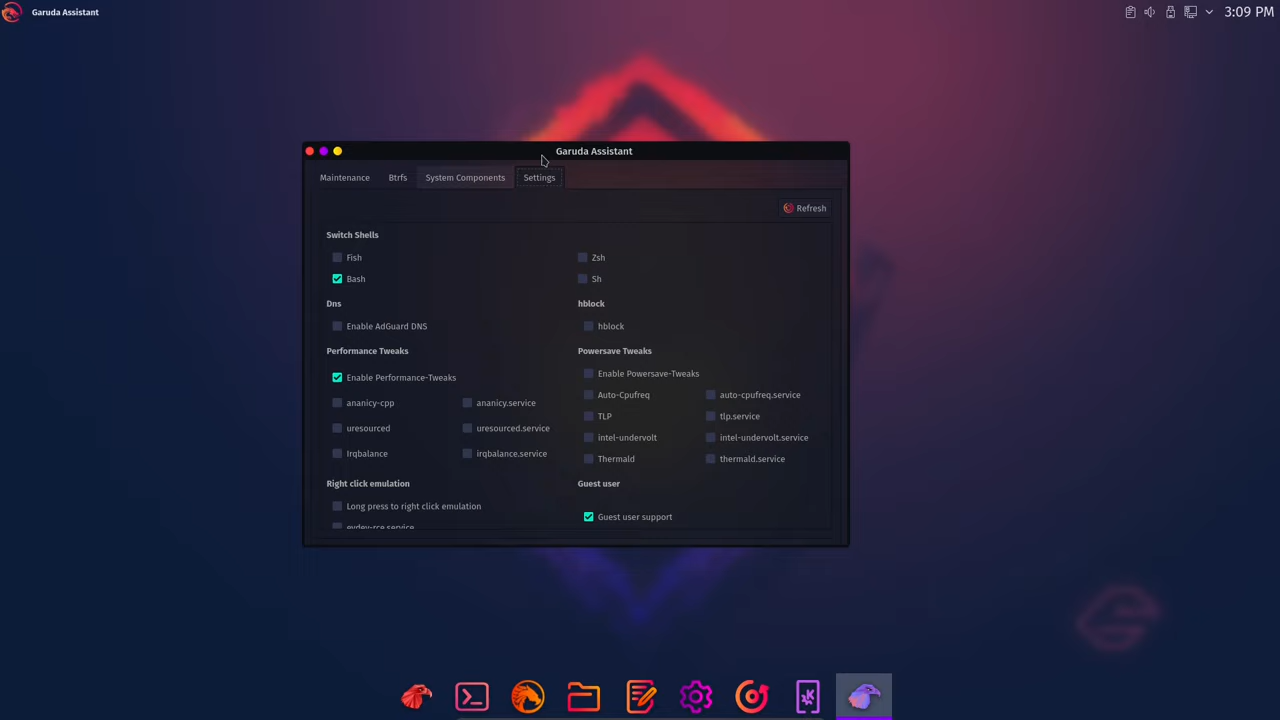 Garuda Assistant
3:09 PM
Garuda Assistant
Maintenance Btrfs System Components Settings
Refresh
Switch Shells
Fish Zsh
Bash Sh
Dns hblock
Enable AdGuard DNS hblock
Performance Tweaks Powersave Tweaks
Enable Performance-Tweaks Enable Powersave-Tweaks
Auto-Cpufreq auto-cpufreq.service
ananicy-cpp ananicy.service
TLP tlp.service
uresourced uresourced.service
intel-undervolt intel-undervolt.service
Irqbalance irqbalance.service
Thermald thermald.service
Right click emulation Guest user
Long press to right click emulation
Guest user support
evdev-rce.service